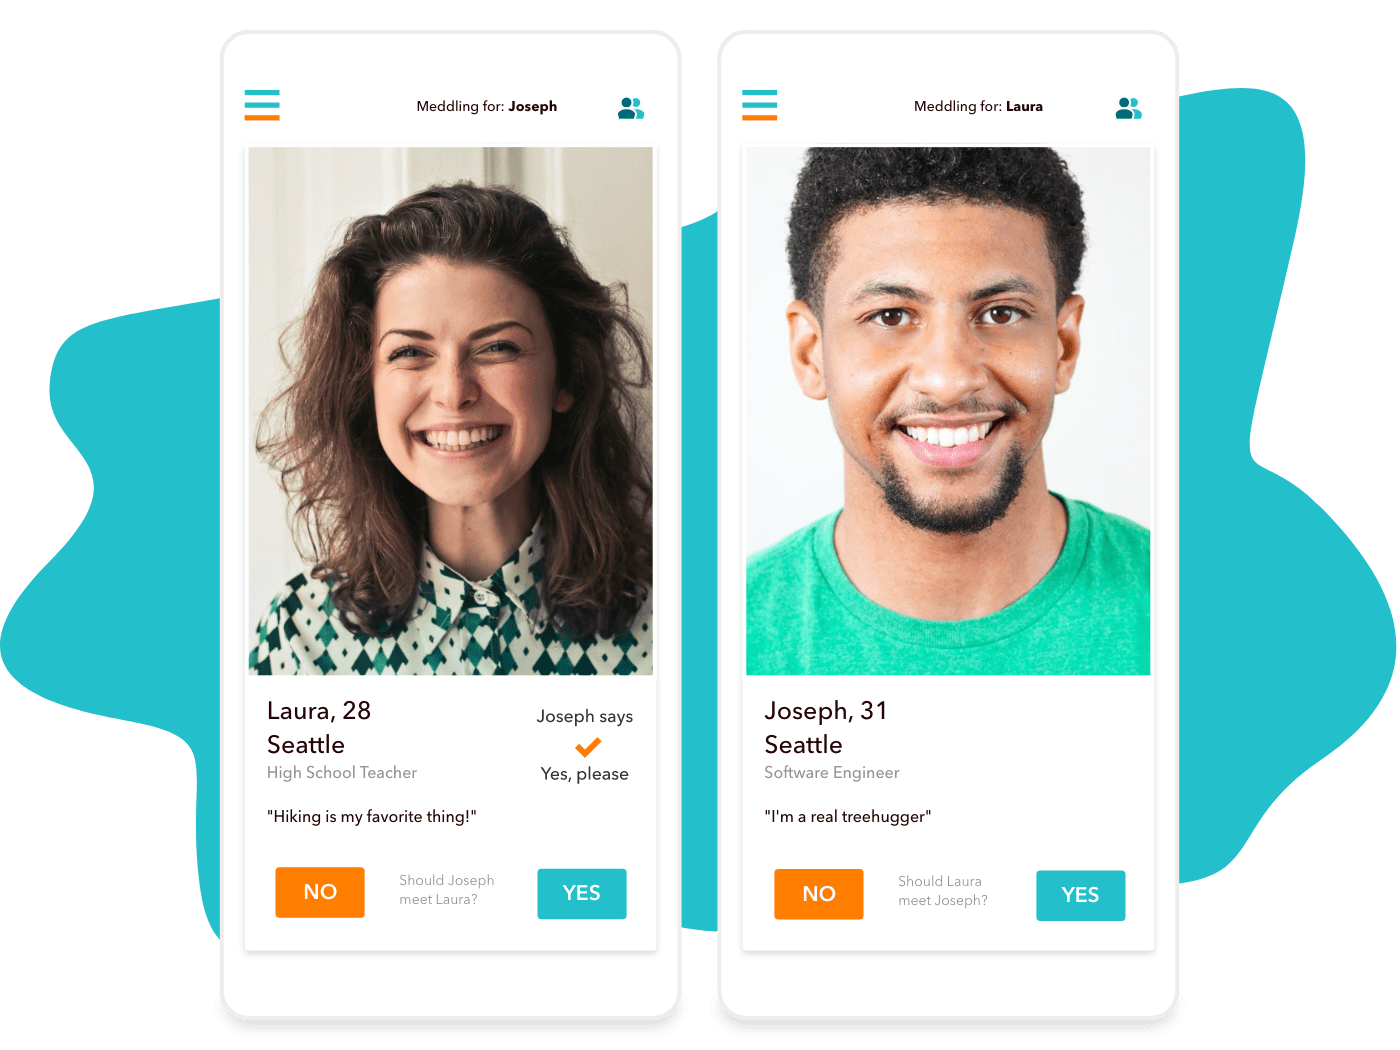 Meddling for: Joseph
Laura, 28
Seattle
High School Teacher
Joseph says
Yes, please
"Hiking is my favorite thing!"
NO
Should Joseph
meet Laura?
YES
Meddling for: Laura
Joseph, 31
Seattle
Software Engineer
"I'm a real treehugger"
NO
Should Laura
meet Joseph?
YES